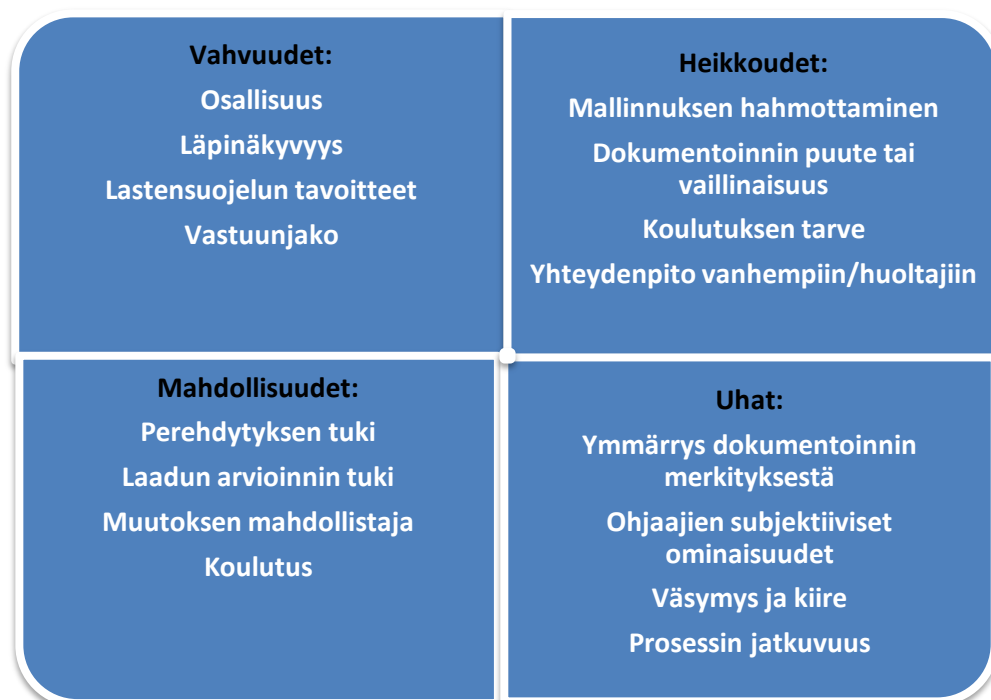 Vahvuudet:
Osallisuus
Läpinäkyvyys
Lastensuojelun tavoitteet
Vastuunjako
Heikkoudet:
Mallinnuksen hahmottaminen
Dokumentoinnin puute tai
vaillinaisuus
Koulutuksen tarve
Yhteydenpito vanhempiin/huoltajiin
Mahdollisuudet:
Perehdytyksen tuki
Laadun arvioinnin tuki
Muutoksen mahdollistaja
Koulutus
Uhat:
Ymmärrys dokumentoinnin
merkityksestä
Ohjaajien subjektiiviset
ominaisuudet
Väsymys ja kiire
Prosessin jatkuvuus